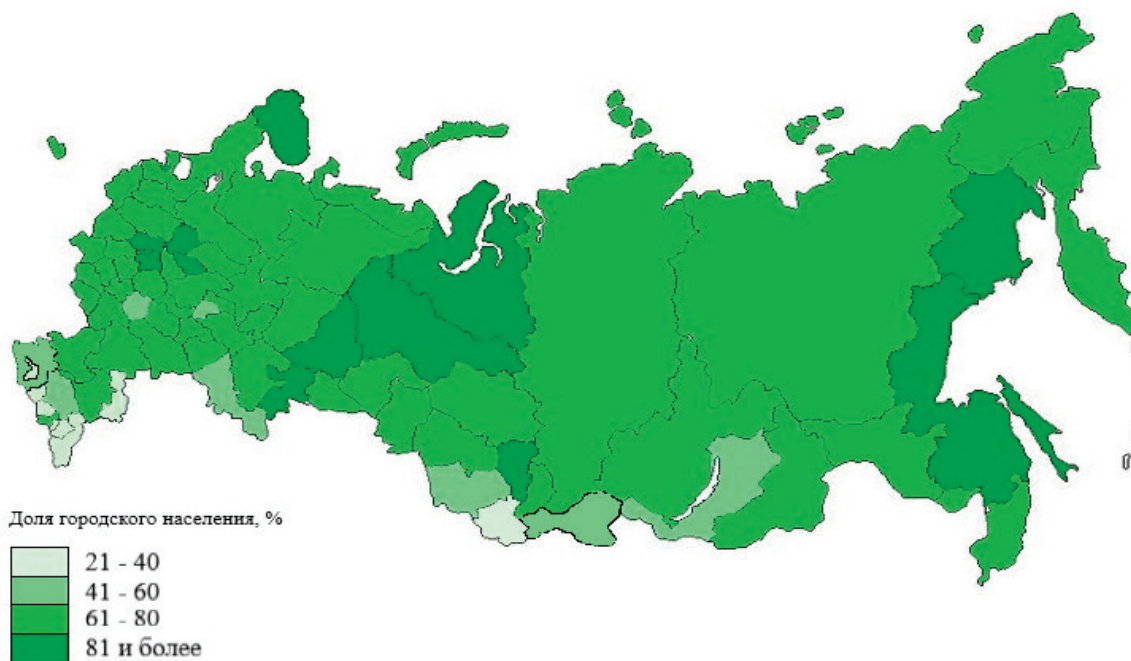 Доля городского населения, %
21 - 40
41 - 60
61 - 80
81 и более